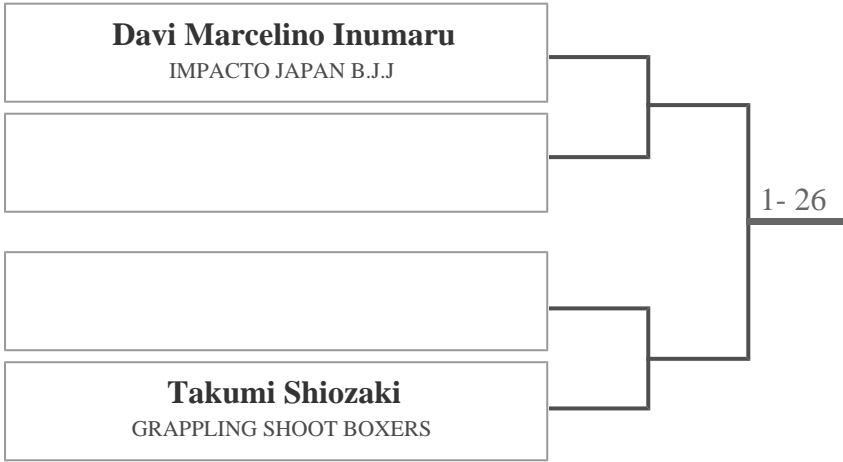 Davi Marcelino Inumaru
IMPACTO JAPAN B.J.J
1- 26
Takumi Shiozaki
GRAPPLING SHOOT BOXERS